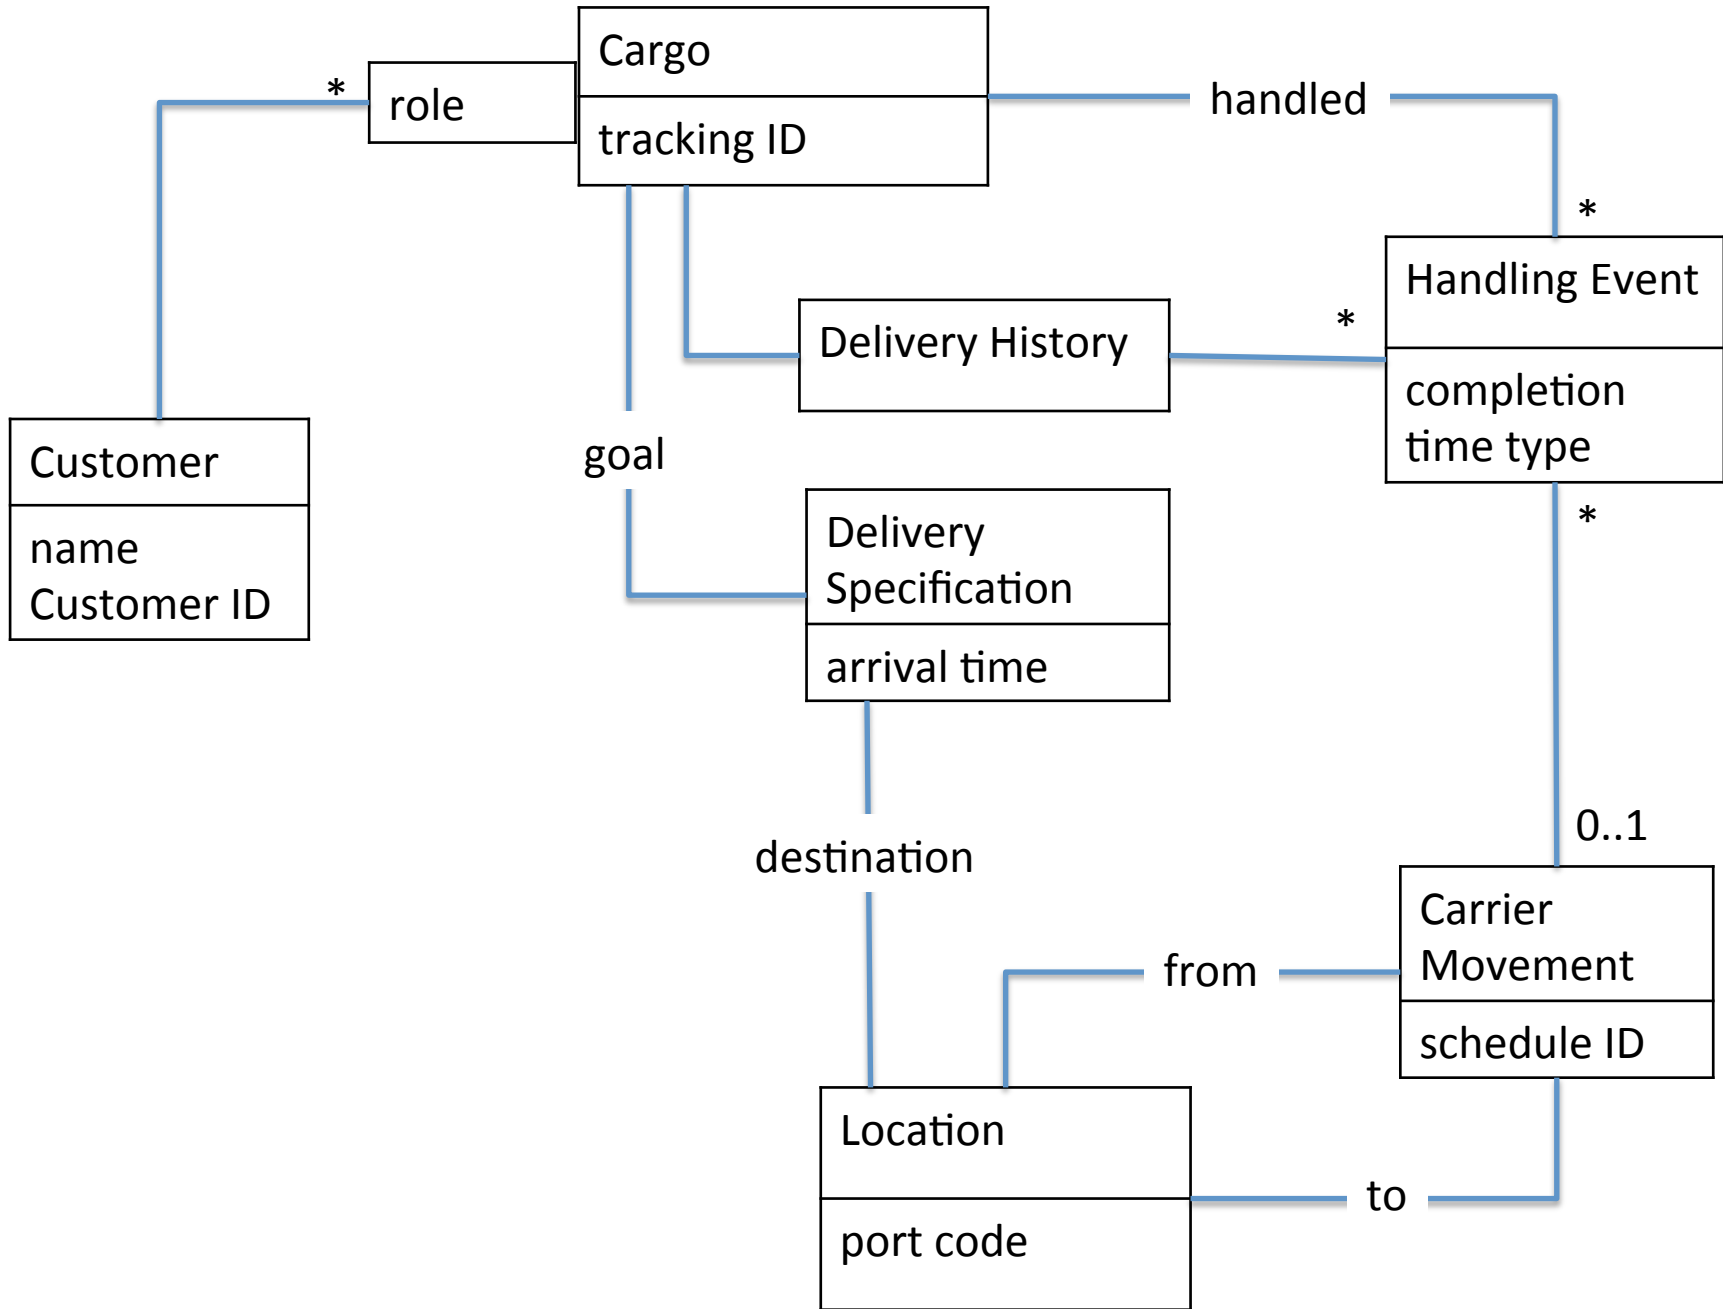 Cargo
tracking ID
*
role
handled
*
Handling Event
completion
time type
*
Delivery History
*
Customer
name
Customer ID
goal
Delivery
Specification
arrival time
destination
0..1
Carrier
Movement
schedule ID
from
Location
port code
to